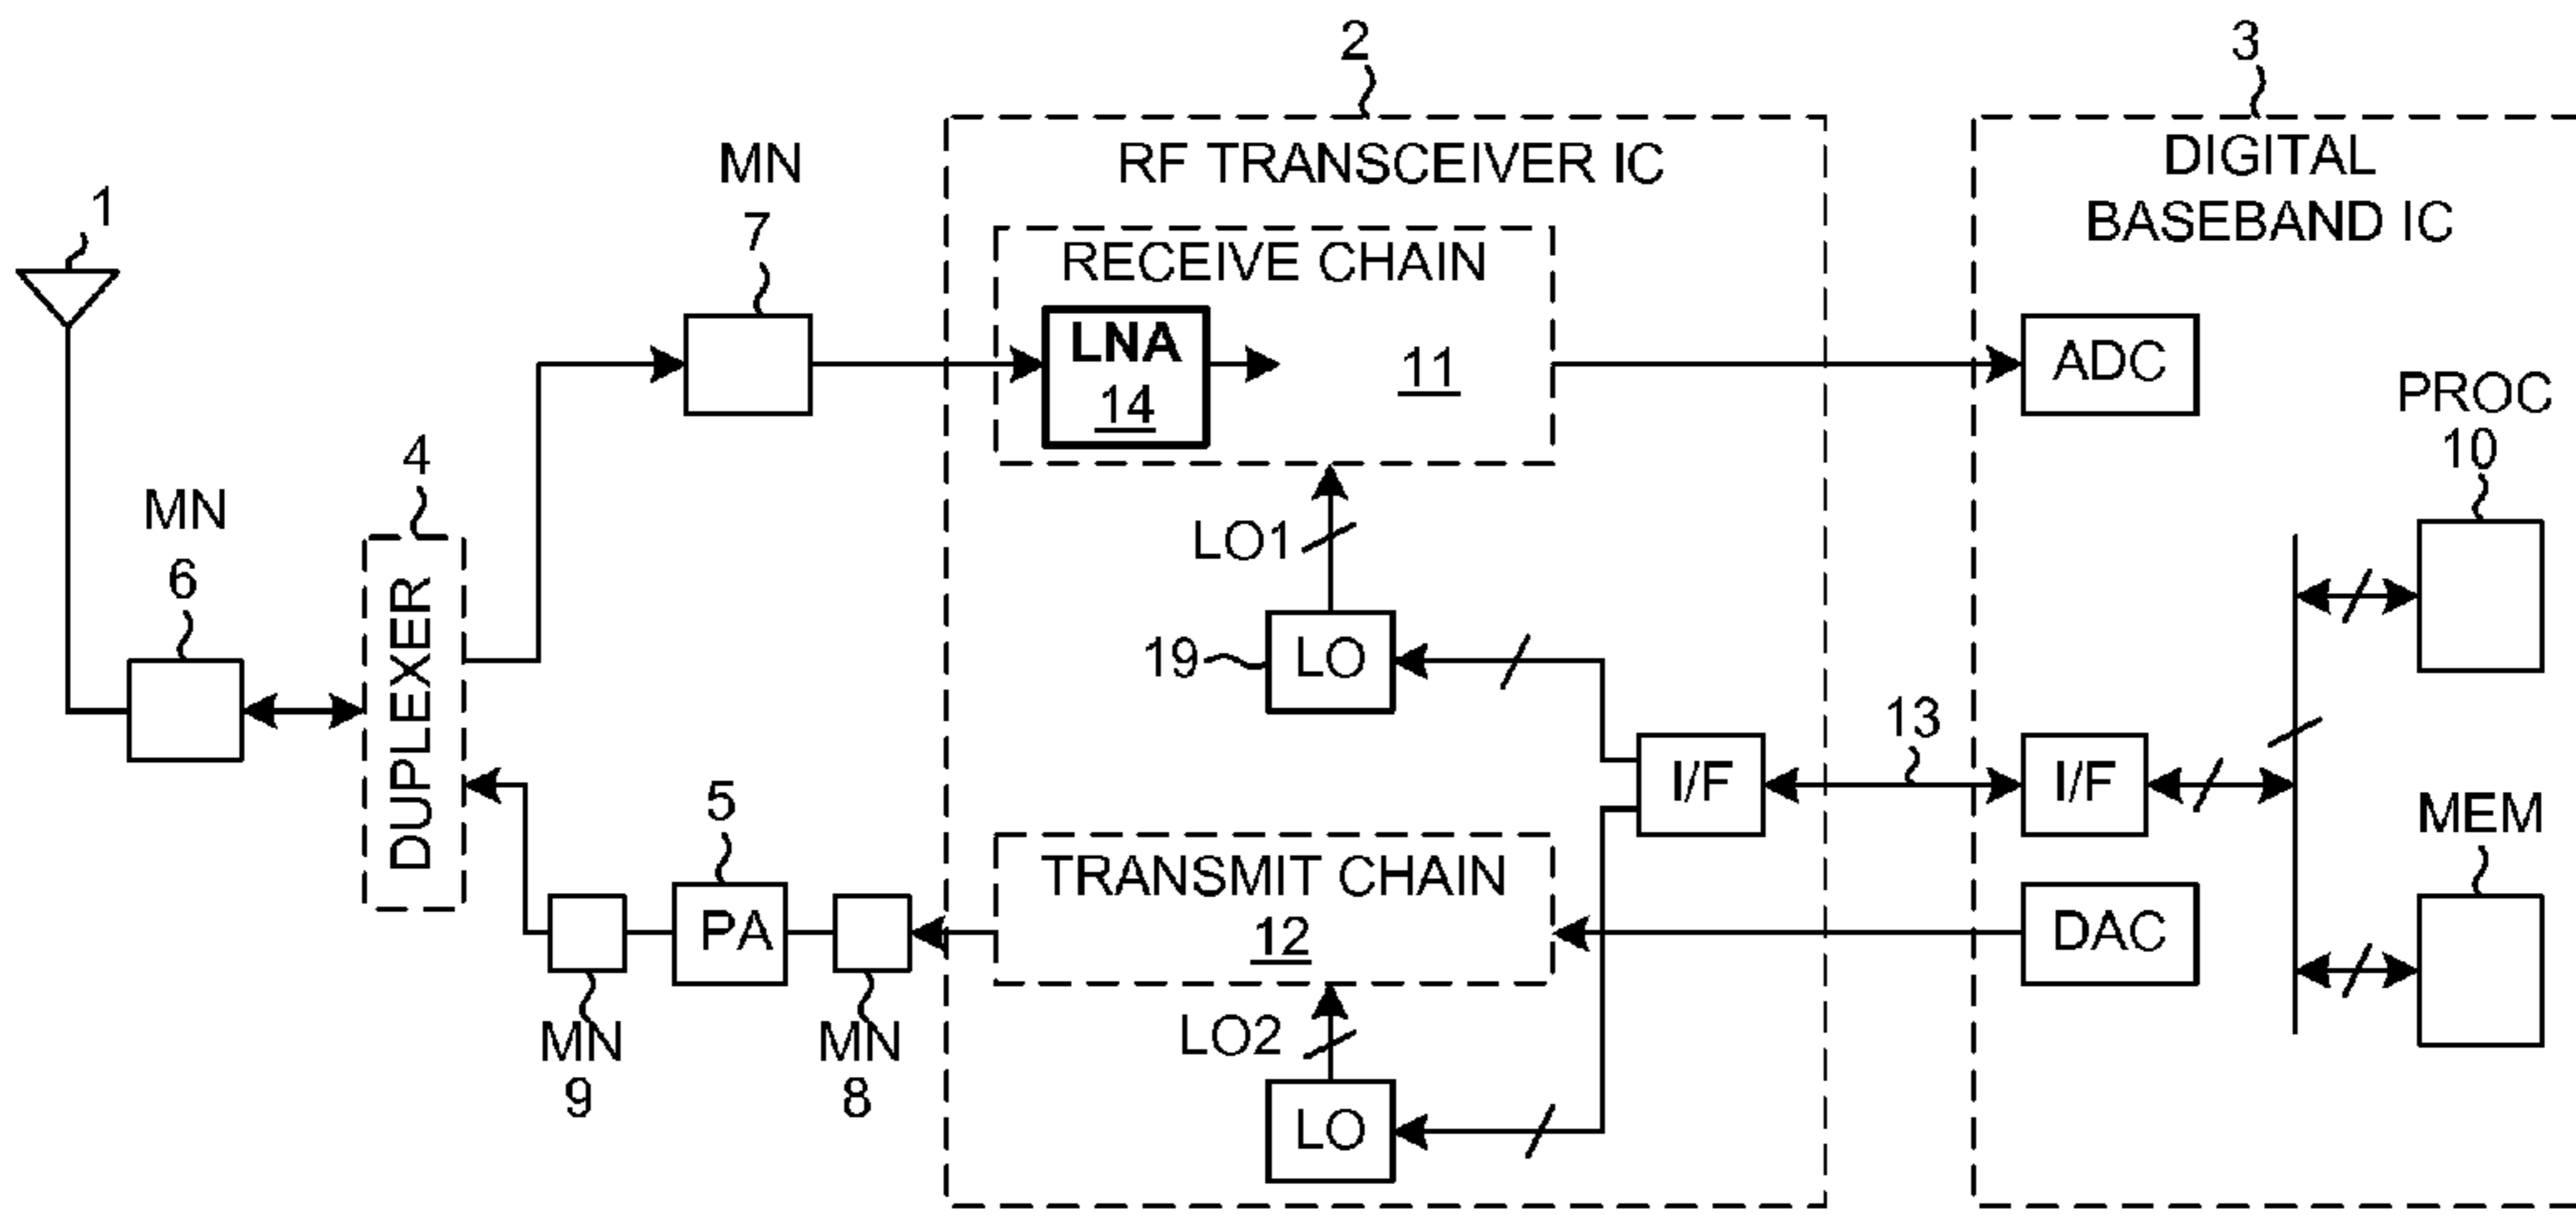 2
3
RF TRANSCEIVER IC
DIGITAL
BASEBAND IC
1
MN
7
RECEIVE CHAIN
LNA
14
11
ADC
PROC
10
4
MN
6
DUPLEXER
LO1
19
LO
13
I/F
I/F
MEM
5
PA
TRANSMIT CHAIN
12
DAC
MN
9
MN
8
LO2
LO